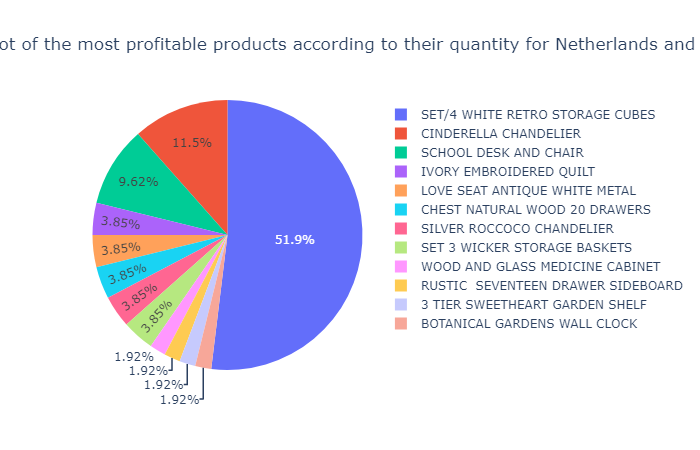 ot of the most profitable products according to their quantity for Netherlands and
SET/4 WHITE RETRO STORAGE CUBES
CINDERELLA CHANDELIER
SCHOOL DESK AND CHAIR
IVORY EMBROIDERED QUILT
LOVE SEAT ANTIQUE WHITE METAL
CHEST NATURAL WOOD 20 DRAWERS
SILVER ROCCOCO CHANDELIER
SET 3 WICKER STORAGE BASKETS
WOOD AND GLASS MEDICINE CABINET
RUSTIC  SEVENTEEN DRAWER SIDEBOARD
3 TIER SWEETHEART GARDEN SHELF
BOTANICAL GARDENS WALL CLOCK
51.9%
11.5%
9.62%
3.85%
3.85%
3.85%
3.85%
3.85%
1.92%
1.92%
1.92%
1.92%